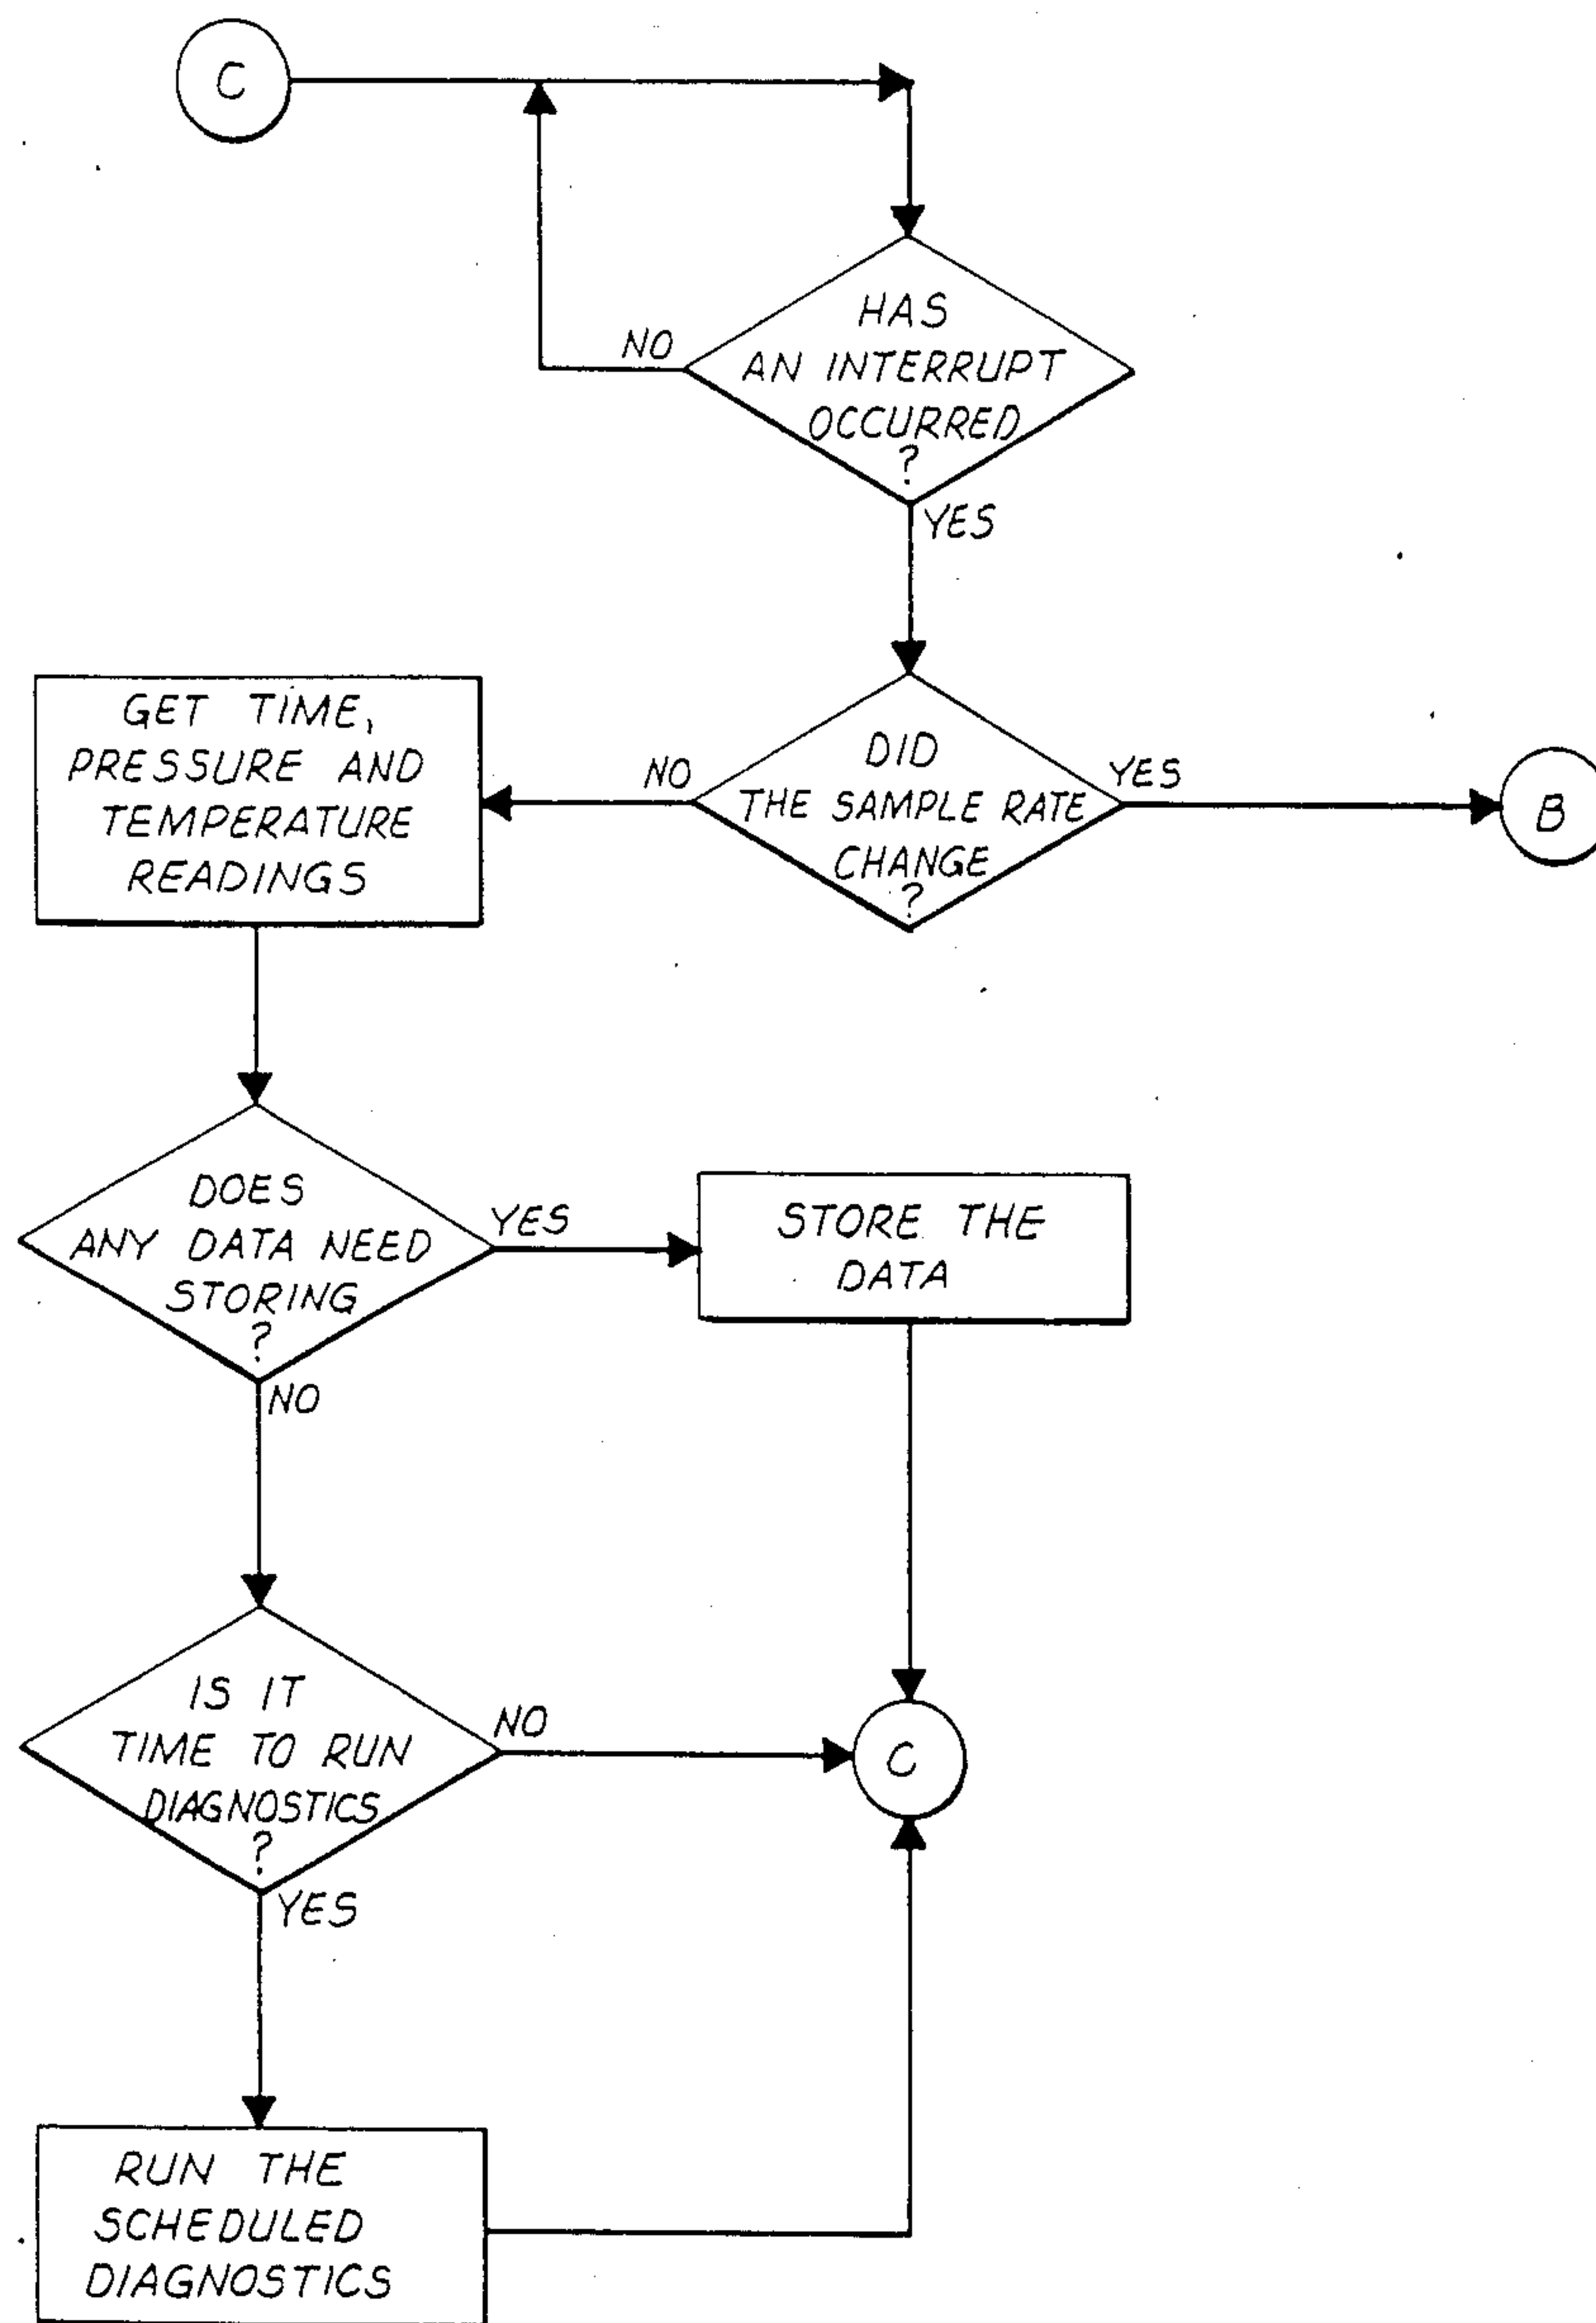 C
HAS
AN INTERRUPT
OCCURRED
?
NO
YES
GET TIME,
PRESSURE AND
TEMPERATURE
READINGS
NO
DID
THE SAMPLE RATE
CHANGE
?
YES
B
DOES
ANY DATA NEED
STORING
?
YES
STORE THE
DATA
NO
IS IT
TIME TO RUN
DIAGNOSTICS
?
NO
C
YES
RUN THE
SCHEDULED
DIAGNOSTICS